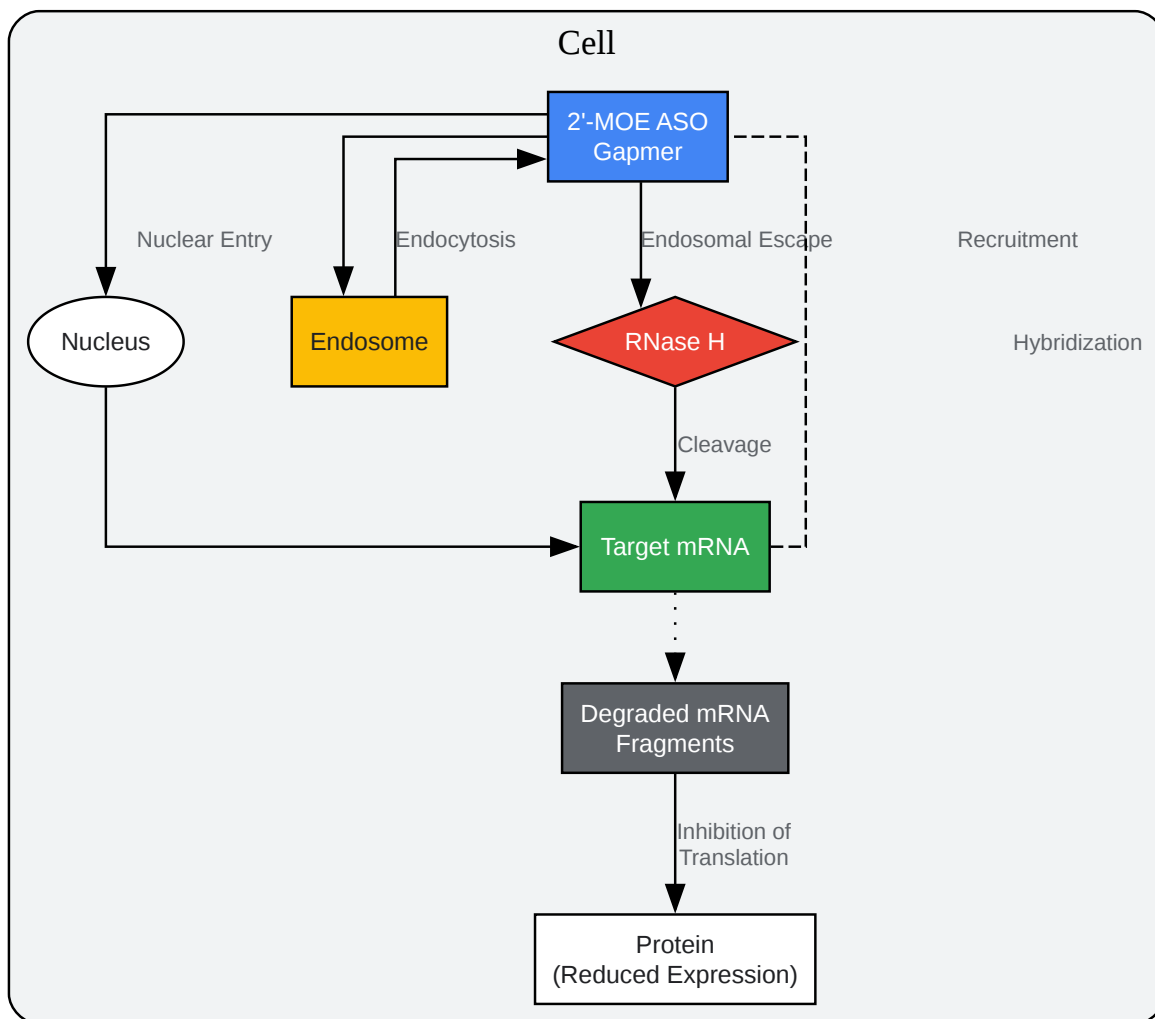 Cell
2'-MOE ASO
Gapmer
Nuclear Entry
Endocytosis
Endosomal Escape
Recruitment
Nucleus
Endosome
RNase H
Hybridization
Cleavage
Target mRNA
Degraded mRNA
Fragments
Inhibition of
Translation
Protein
(Reduced Expression)